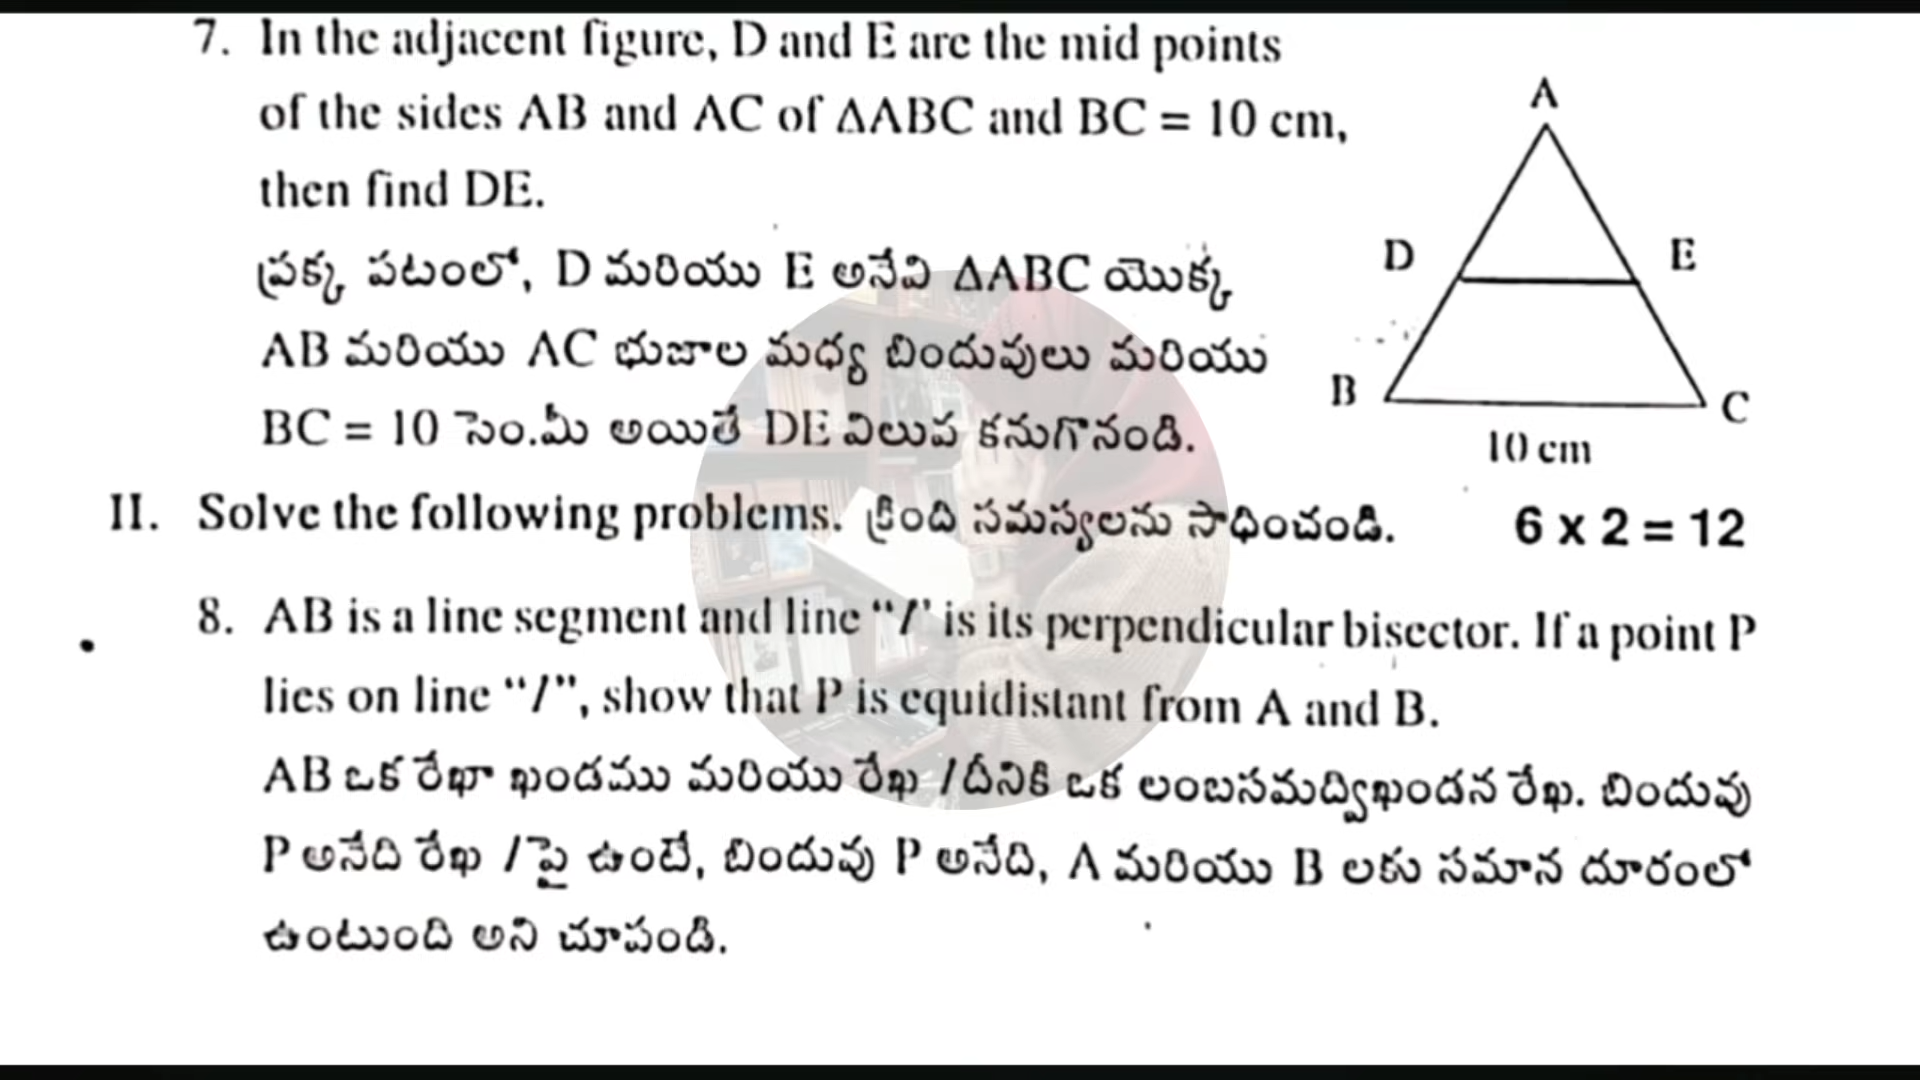 7. In the adjacent figure, D and E are the mid points
of the sides AB and AC of ΔABC and BC = 10 cm,
then find DE.
ప్రక్క పటంలో, D మరియు E అనేవి ΔABC యొక్క
AB మరియు AC భుజాల మధ్య బిందువులు మరియు
BC = 10 సెం.మీ అయితే DE విలువ కనుగొనండి.
A
D E
B C
10 cm
II. Solve the following problems. క్రింది సమస్యలను సాధించండి. 6 x 2 = 12
8. AB is a line segment and line “l’ is its perpendicular bisector. If a point P
lies on line “l”, show that P is equidistant from A and B.
AB ఒక రేఖా ఖండము మరియు రేఖ l దీనికి ఒక లంబసమద్విఖండన రేఖ. బిందువు
P అనేది రేఖ l పై ఉంటే, బిందువు P అనేది, A మరియు B లకు సమాన దూరంలో
ఉంటుంది అని చూపండి.